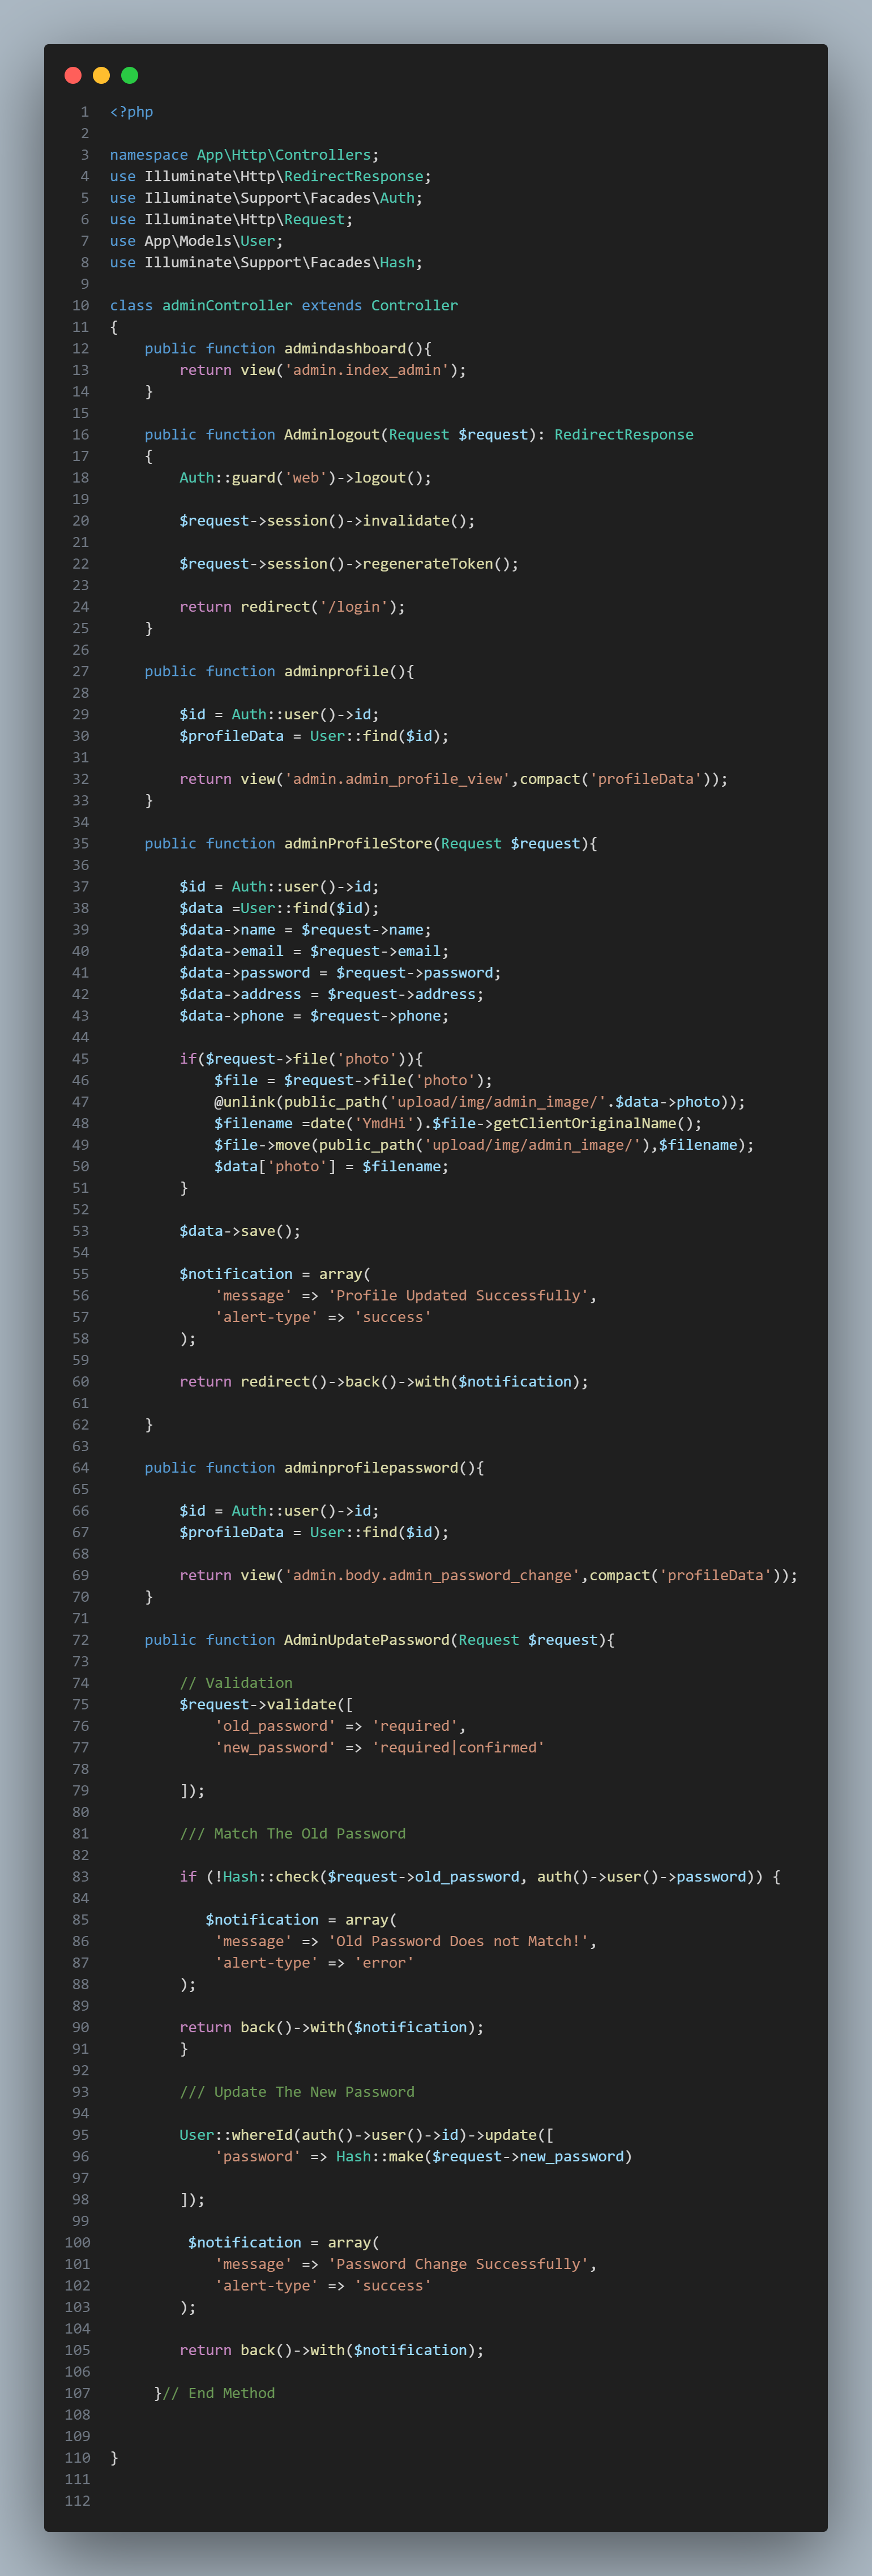 1 <?php
2
3 namespace App\Http\Controllers;
4 use Illuminate\Http\RedirectResponse;
5 use Illuminate\Support\Facades\Auth;
6 use Illuminate\Http\Request;
7 use App\Models\User;
8 use Illuminate\Support\Facades\Hash;
9
10 class adminController extends Controller
11 {
12     public function admindashboard(){
13         return view('admin.index_admin');
14     }
15
16     public function Adminlogout(Request $request): RedirectResponse
17     {
18         Auth::guard('web')->logout();
19
20         $request->session()->invalidate();
21
22         $request->session()->regenerateToken();
23
24         return redirect('/login');
25     }
26
27     public function adminprofile(){
28
29         $id = Auth::user()->id;
30         $profileData = User::find($id);
31
32         return view('admin.admin_profile_view',compact('profileData'));
33     }
34
35     public function adminProfileStore(Request $request){
36
37         $id = Auth::user()->id;
38         $data =User::find($id);
39         $data->name = $request->name;
40         $data->email = $request->email;
41         $data->password = $request->password;
42         $data->address = $request->address;
43         $data->phone = $request->phone;
44
45         if($request->file('photo')){
46             $file = $request->file('photo');
47             @unlink(public_path('upload/img/admin_image/'.$data->photo));
48             $filename =date('YmdHi').$file->getClientOriginalName();
49             $file->move(public_path('upload/img/admin_image/'),$filename);
50             $data['photo'] = $filename;
51         }
52
53         $data->save();
54
55         $notification = array(
56             'message' => 'Profile Updated Successfully',
57             'alert-type' => 'success'
58         );
59
60         return redirect()->back()->with($notification);
61
62     }
63
64     public function adminprofilepassword(){
65
66         $id = Auth::user()->id;
67         $profileData = User::find($id);
68
69         return view('admin.body.admin_password_change',compact('profileData'));
70     }
71
72     public function AdminUpdatePassword(Request $request){
73
74         // Validation
75         $request->validate([
76             'old_password' => 'required',
77             'new_password' => 'required|confirmed'
78
79         ]);
80
81         /// Match The Old Password
82
83         if (!Hash::check($request->old_password, auth()->user()->password)) {
84
85            $notification = array(
86             'message' => 'Old Password Does not Match!',
87             'alert-type' => 'error'
88         );
89
90         return back()->with($notification);
91         }
92
93         /// Update The New Password
94
95         User::whereId(auth()->user()->id)->update([
96             'password' => Hash::make($request->new_password)
97
98         ]);
99
100          $notification = array(
101             'message' => 'Password Change Successfully',
102             'alert-type' => 'success'
103         );
104
105         return back()->with($notification);
106
107      }// End Method
108
109
110 }
111
112